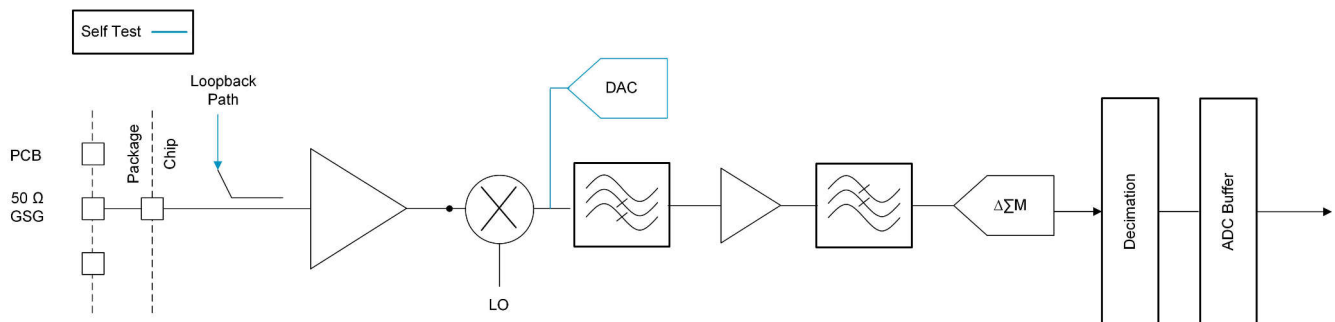 Self Test
Loopback
Path
DAC
PCB
Package
Chip
50 Ω
GSG
LO
ΔΣM
Decimation
ADC Buffer